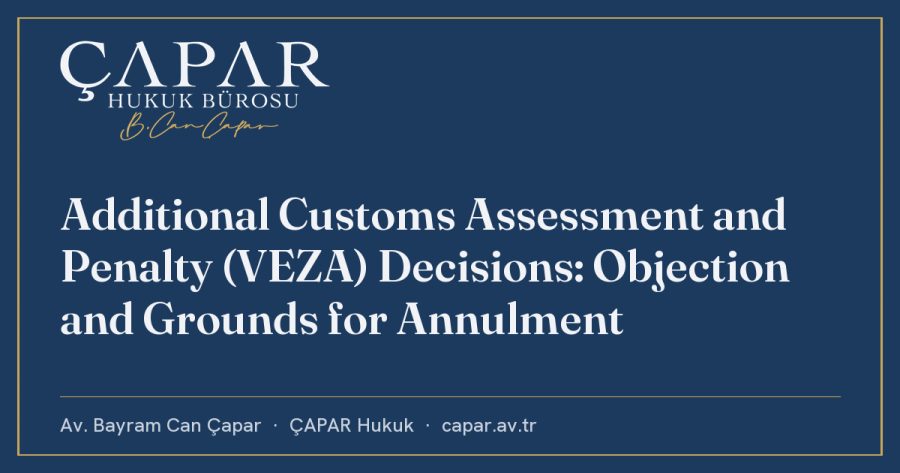 ÇAPAR
HUKUK BÜROSU
B.Can Çapar
Additional Customs Assessment and
Penalty (VEZA) Decisions: Objection
and Grounds for Annulment
Av. Bayram Can Çapar · ÇAPAR Hukuk · capar.av.tr